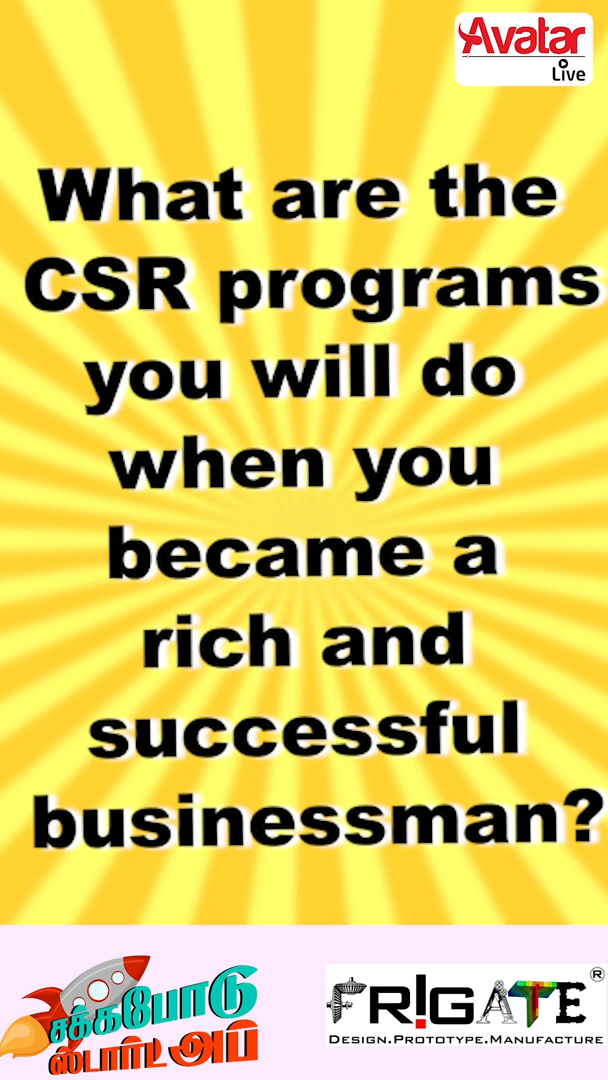 Avatar
Live
What are the
CSR programs
you will do
when you
became a
rich and
successful
businessman?
சக்கபோடு
ஸ்டார்ட் அப்
FR!GATE®
DESIGN.PROTOTYPE.MANUFACTURE